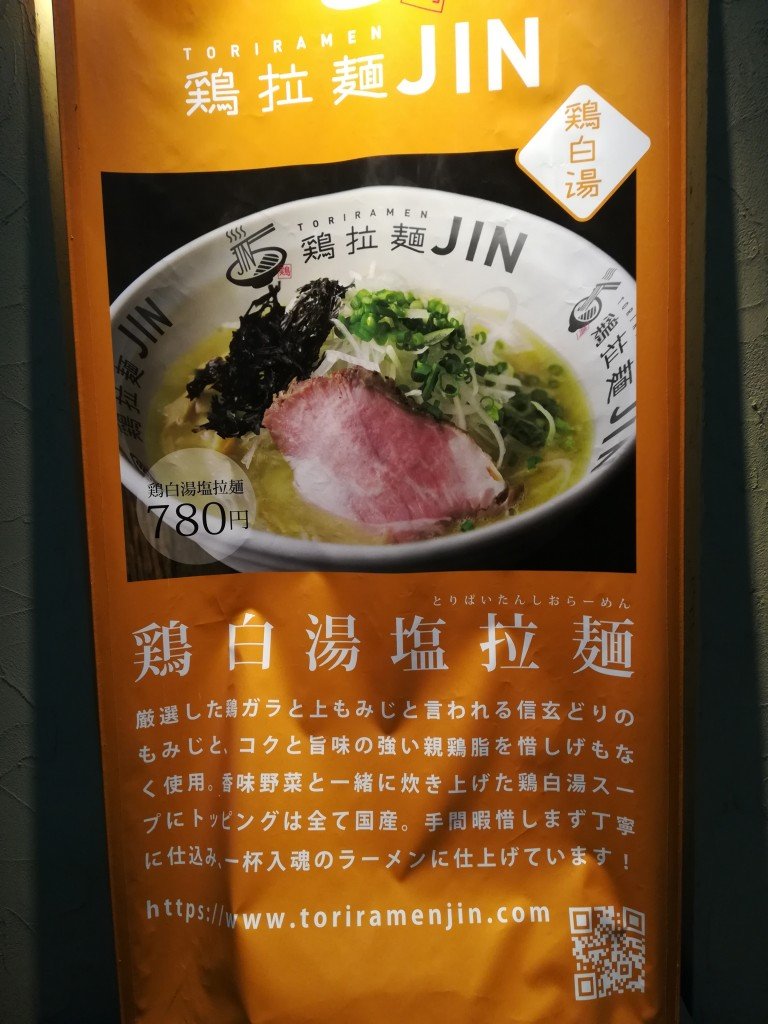 TORIRAMEN
鶏拉麺JIN
鶏白湯
TORIRAMEN
鶏拉麺JIN
鶏拉麺JIN
鶏拉麺JIN
鶏白湯塩拉麺
780円
とりぱいたんしおらーめん
鶏白湯塩拉麺
厳選した鶏ガラと上もみじと言われる信玄どりの
もみじと、コクと旨味の強い親鶏脂を惜しげもな
く使用。香味野菜と一緒に炊き上げた鶏白湯スー
プにトッピングは全て国産。手間暇惜しまず丁寧
に仕込み、一杯入魂のラーメンに仕上げています！
https://www.toriramenjin.com